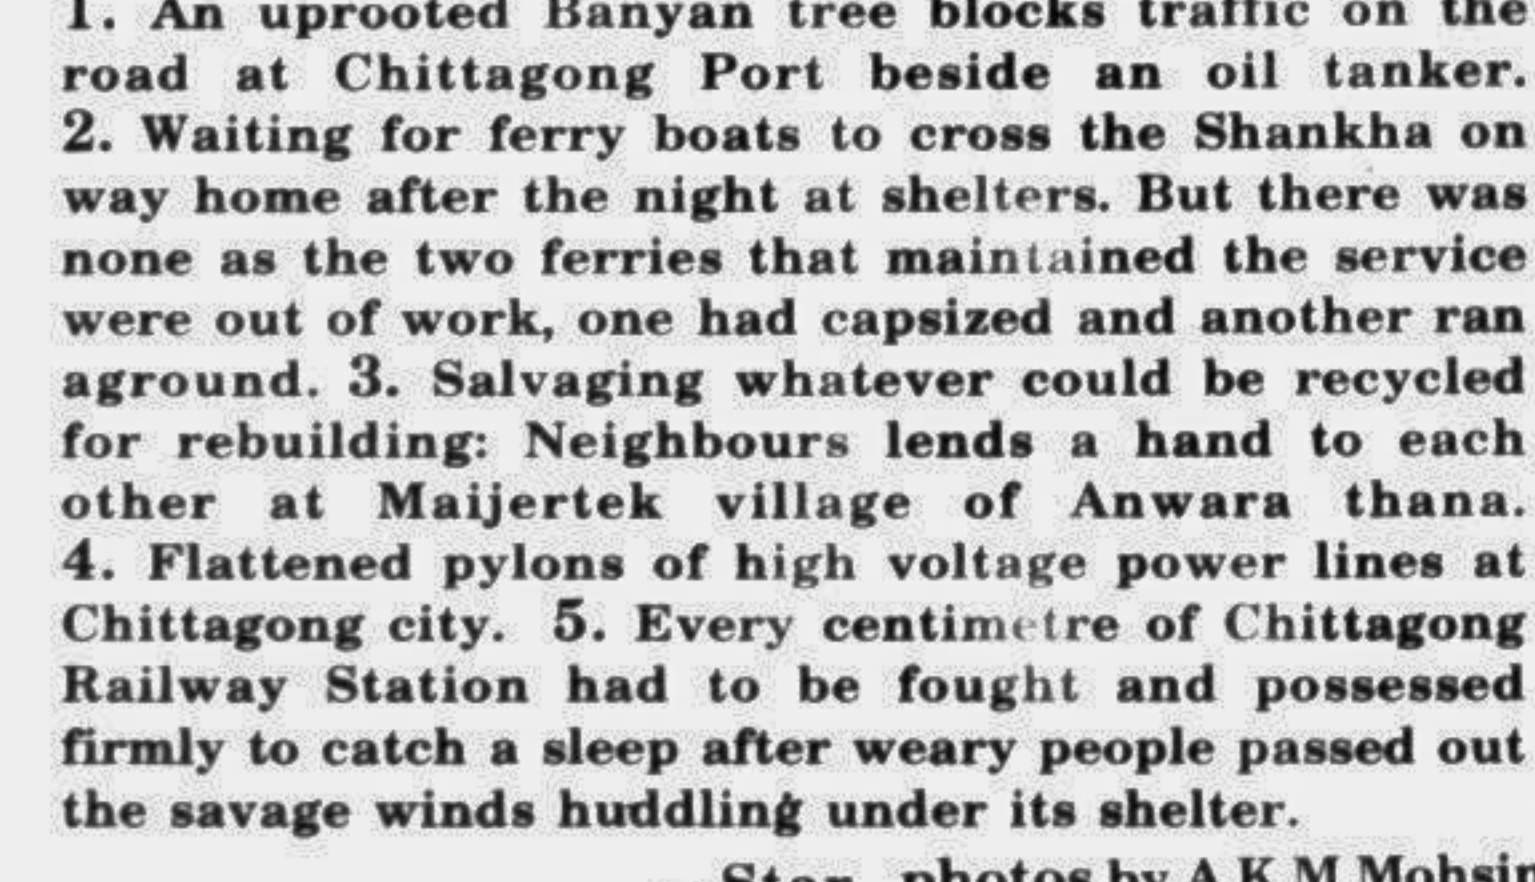 1. An uprooted Banyan tree blocks traffic on the
road at Chittagong Port beside an oil tanker.
2. Waiting for ferry boats to cross the Shankha on
way home after the night at shelters. But there was
none as the two ferries that maintained the service
were out of work, one had capsized and another ran
aground. 3. Salvaging whatever could be recycled
for rebuilding: Neighbours lends a hand to each
other at Maijertek village of Anwara thana.
4. Flattened pylons of high voltage power lines at
Chittagong city. 5. Every centimetre of Chittagong
Railway Station had to be fought and possessed
firmly to catch a sleep after weary people passed out
the savage winds huddling under its shelter.
Star photos by A K M Mohsin